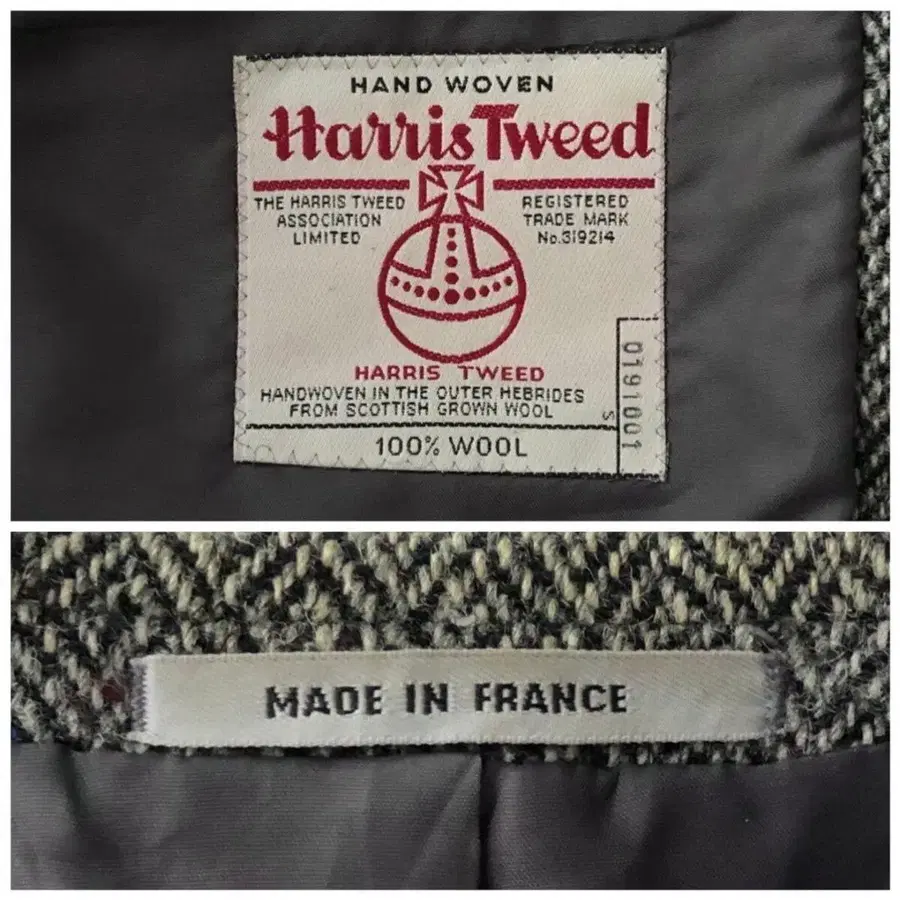 HAND WOVEN
Harris Tweed
THE HARRIS TWEED
ASSOCIATION
LIMITED
REGISTERED
TRADE MARK
No.319214
HARRIS TWEED
HANDWOVEN IN THE OUTER HEBRIDES
FROM SCOTTISH GROWN WOOL
100% WOOL
S
0191001
MADE IN FRANCE